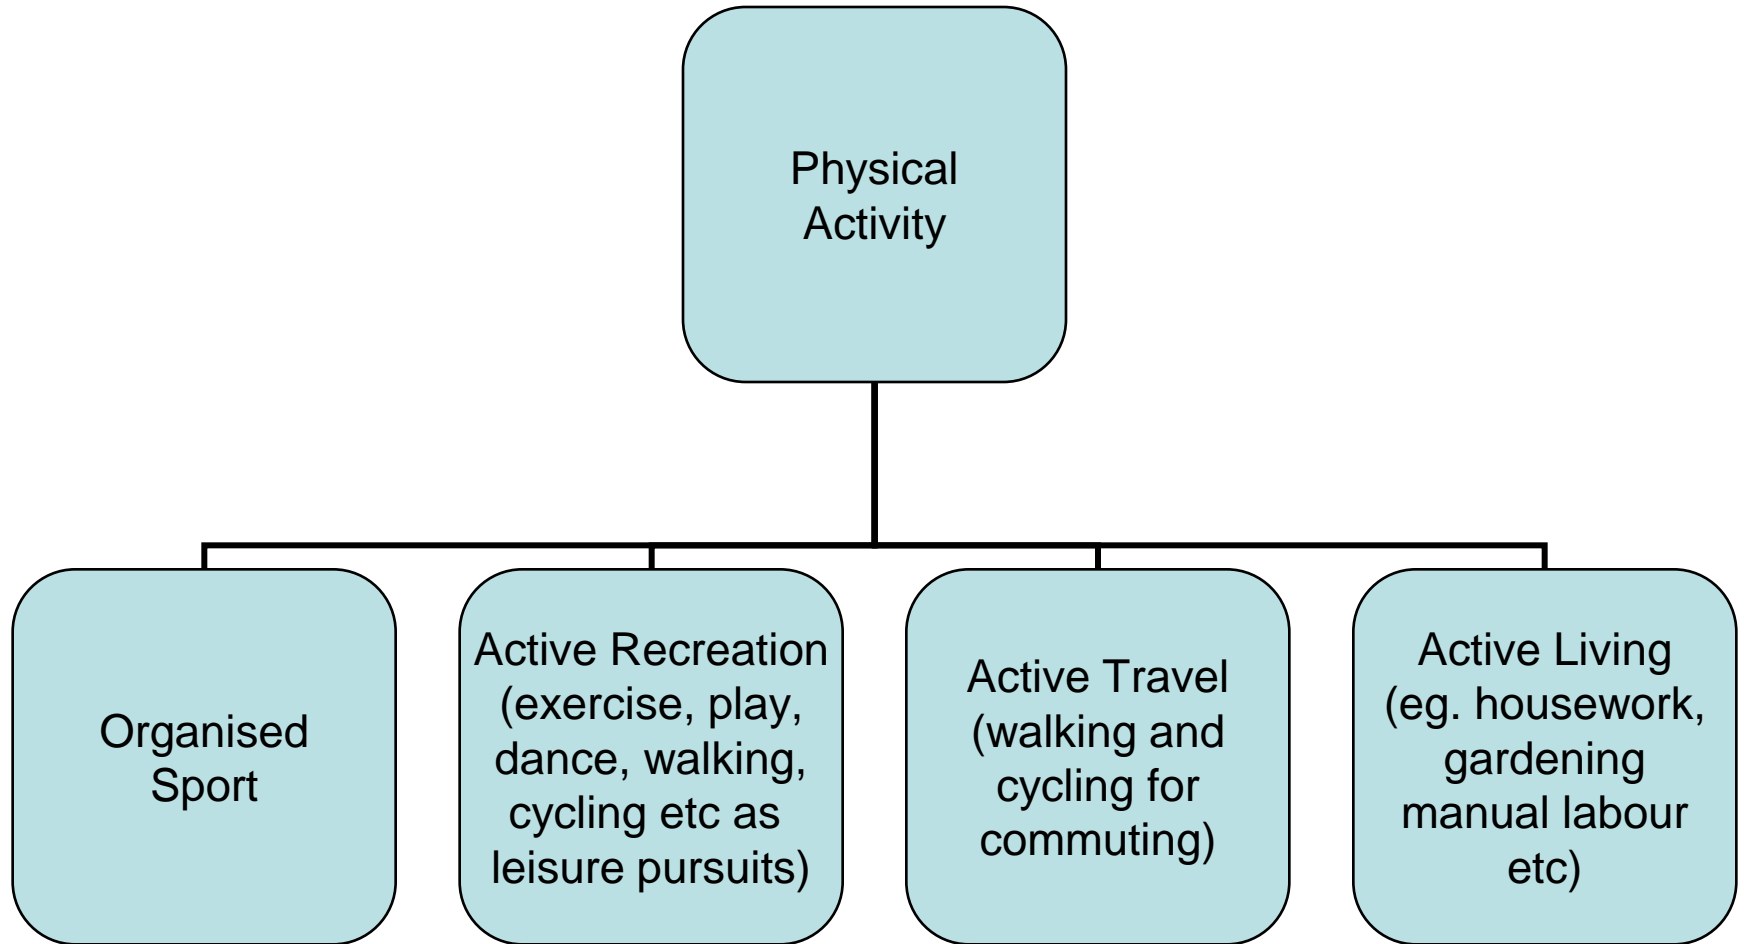 Physical
Activity
Organised
Sport
Active Recreation
(exercise, play,
dance, walking,
cycling etc as
leisure pursuits)
Active Travel
(walking and
cycling for
commuting)
Active Living
(eg. housework,
gardening
manual labour
etc)